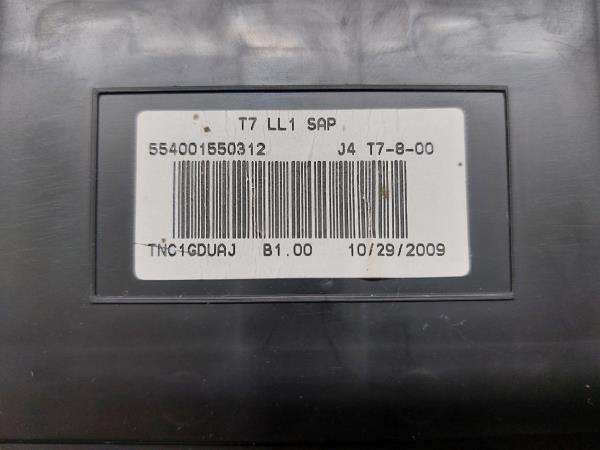 T7 LL1 SAP
554001550312 J4 T7-8-00
TNC1GDUAJ B1.00 10/29/2009